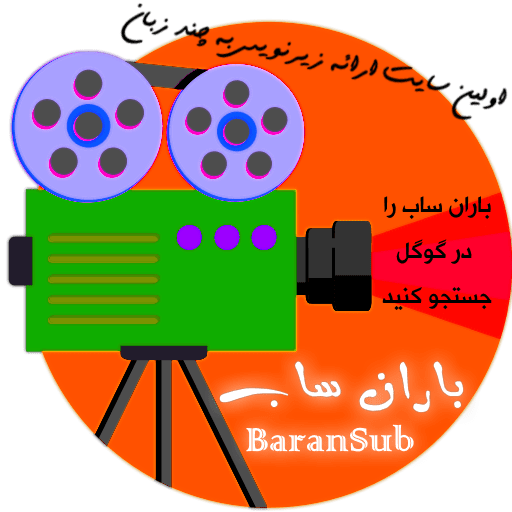 اولین سایت ارائه زیرنویس به چند زبان
باران ساب را
در گوگل
جستجو کنید
باران ساب
BaranSub